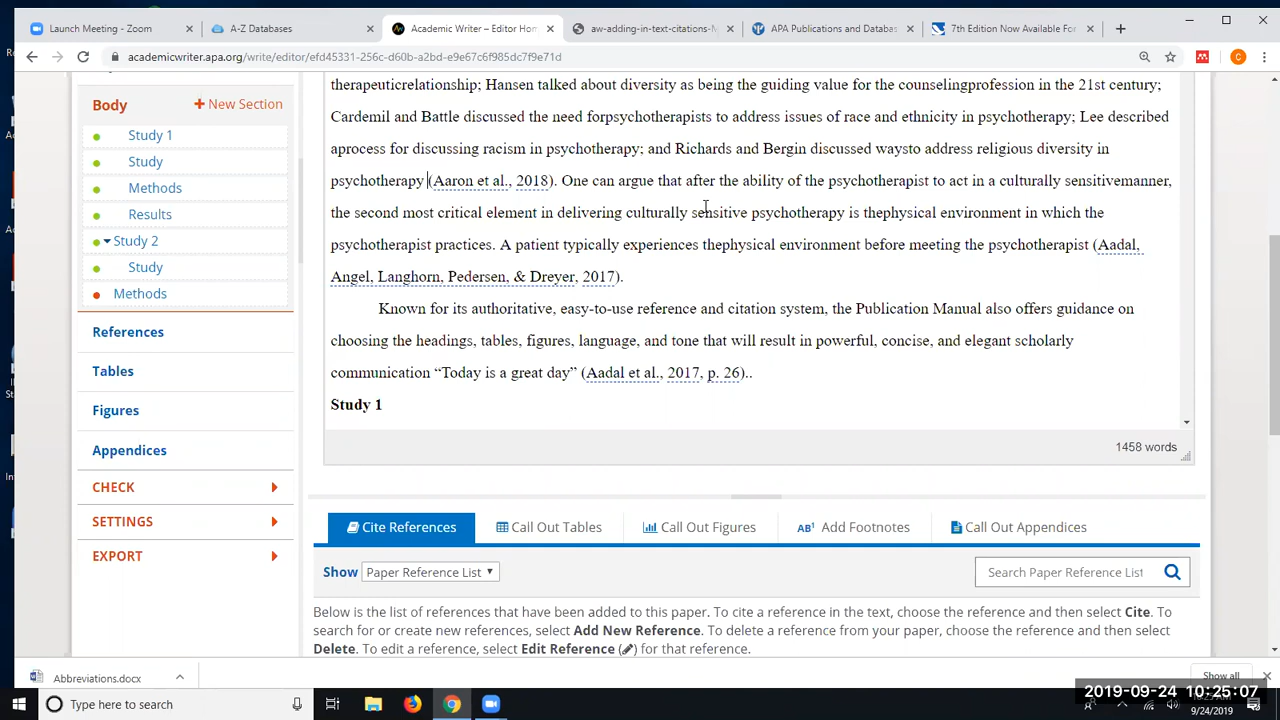 Launch Meeting - Zoom
A-Z Databases
Academic Writer – Editor Hom
aw-adding-in-text-citations-N
APA Publications and Databas
7th Edition Now Available For
academicwriter.apa.org/write/editor/efd45331-256c-d60b-a2bd-e9e67c6f985dc7f9e71d
C
Body
New Section
Study 1
Study
Methods
Results
Study 2
Study
Methods
References
Tables
Figures
Appendices
CHECK
SETTINGS
EXPORT
therapeuticrelationship; Hansen talked about diversity as being the guiding value for the counselingprofession in the 21st century;
Cardemil and Battle discussed the need forpsychotherapists to address issues of race and ethnicity in psychotherapy; Lee described
aprocess for discussing racism in psychotherapy; and Richards and Bergin discussed waysto address religious diversity in
psychotherapy (Aaron et al., 2018). One can argue that after the ability of the psychotherapist to act in a culturally sensitivemanner,
the second most critical element in delivering culturally sensitive psychotherapy is thephysical environment in which the
psychotherapist practices. A patient typically experiences thephysical environment before meeting the psychotherapist (Aadal,
Angel, Langhorn, Pedersen, & Dreyer, 2017).
Known for its authoritative, easy-to-use reference and citation system, the Publication Manual also offers guidance on
choosing the headings, tables, figures, language, and tone that will result in powerful, concise, and elegant scholarly
communication “Today is a great day” (Aadal et al., 2017, p. 26)..
Study 1
1458 words
Cite References
Call Out Tables
Call Out Figures
AB¹ Add Footnotes
Call Out Appendices
Show Paper Reference List
Search Paper Reference List
Below is the list of references that have been added to this paper. To cite a reference in the text, choose the reference and then select Cite. To
search for or create new references, select Add New Reference. To delete a reference from your paper, choose the reference and then select
Delete. To edit a reference, select Edit Reference ( ) for that reference.
Abbreviations.docx
Show all
Type here to search
2019-09-24 10:25:07
9/24/2019